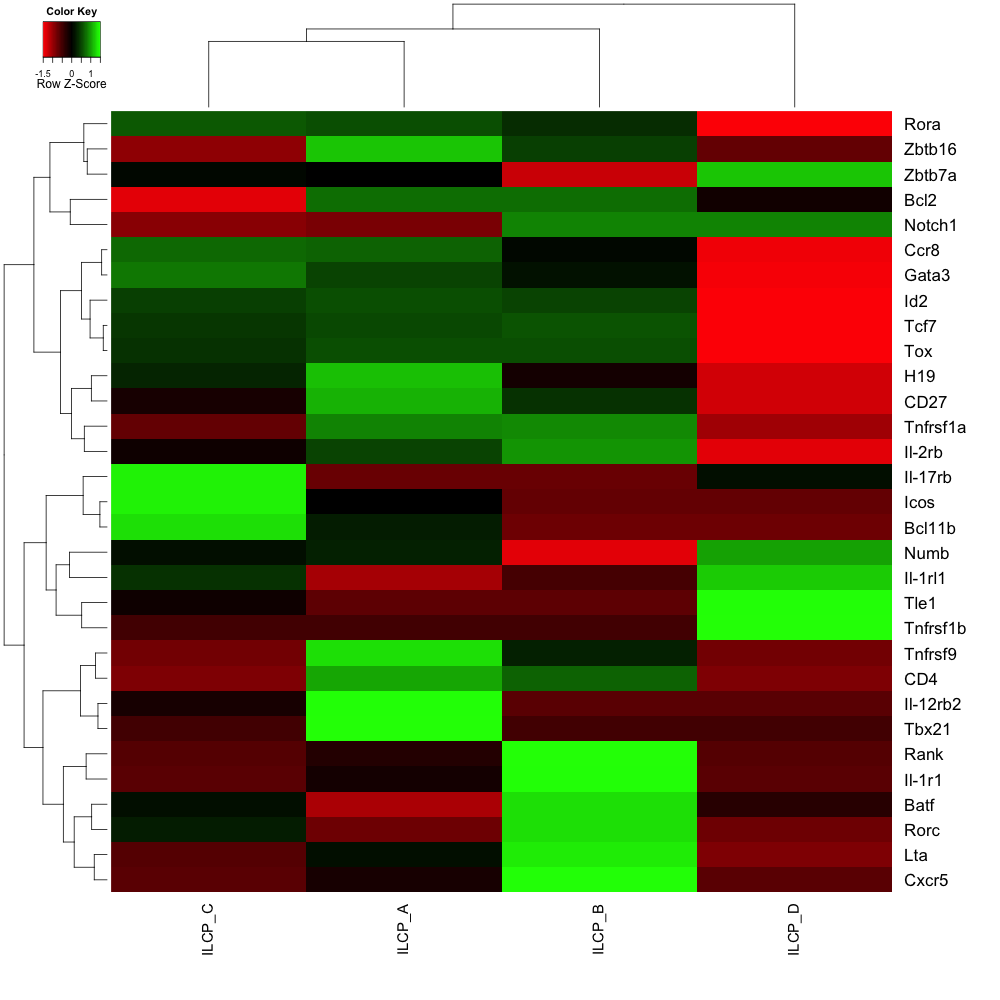 Color Key
-1.5 0 1
Row Z-Score
Rora
Zbtb16
Zbtb7a
Bcl2
Notch1
Ccr8
Gata3
Id2
Tcf7
Tox
H19
CD27
Tnfrsf1a
Il-2rb
Il-17rb
Icos
Bcl11b
Numb
Il-1rl1
Tle1
Tnfrsf1b
Tnfrsf9
CD4
Il-12rb2
Tbx21
Rank
Il-1r1
Batf
Rorc
Lta
Cxcr5
ILCP_C
ILCP_A
ILCP_B
ILCP_D